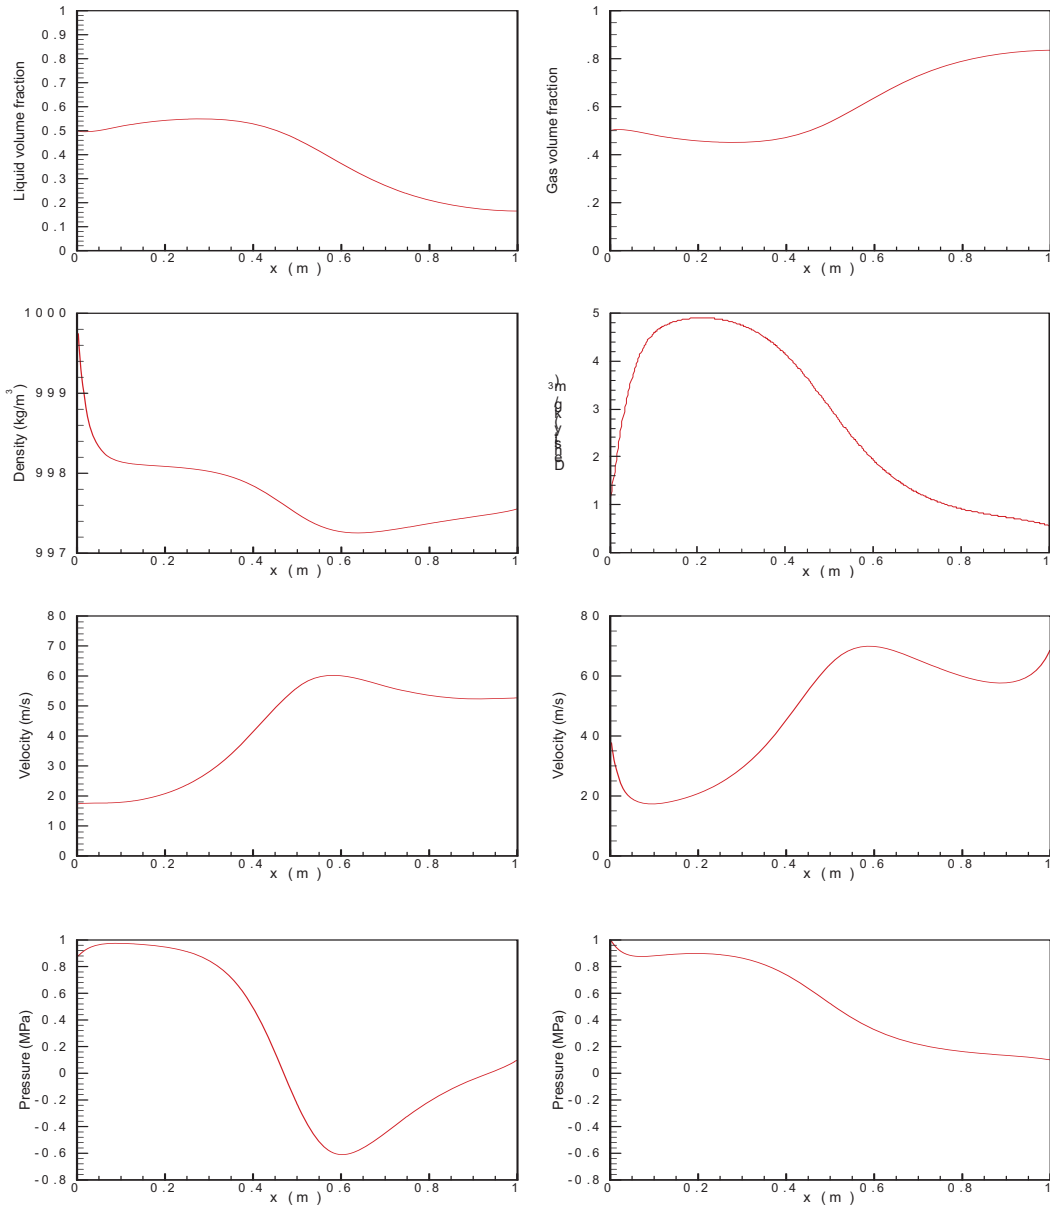 Liquid volume fraction
1
0.9
0.8
0.7
0.6
0.5
0.4
0.3
0.2
0.1
0
0 0.2 0.4 0.6 0.8 1
x (m)
Gas volume fraction
1
.8
.6
.4
.2
0
0 0.2 0.4 0.6 0.8 1
x (m)
Density (kg/m³)
1000
999
998
997
0 0.2 0.4 0.6 0.8 1
x (m)
Density (kg/m³)
5
4
3
2
1
0
0 0.2 0.4 0.6 0.8 1
x (m)
Velocity (m/s)
80
70
60
50
40
30
20
10
0
0 0.2 0.4 0.6 0.8 1
x (m)
Velocity (m/s)
80
60
40
20
0
0 0.2 0.4 0.6 0.8 1
x (m)
Pressure (MPa)
1
0.8
0.6
0.4
0.2
0
-0.2
-0.4
-0.6
-0.8
0 0.2 0.4 0.6 0.8 1
x (m)
Pressure (MPa)
1
0.8
0.6
0.4
0.2
0
-0.2
-0.4
-0.6
-0.8
0 0.2 0.4 0.6 0.8 1
x (m)